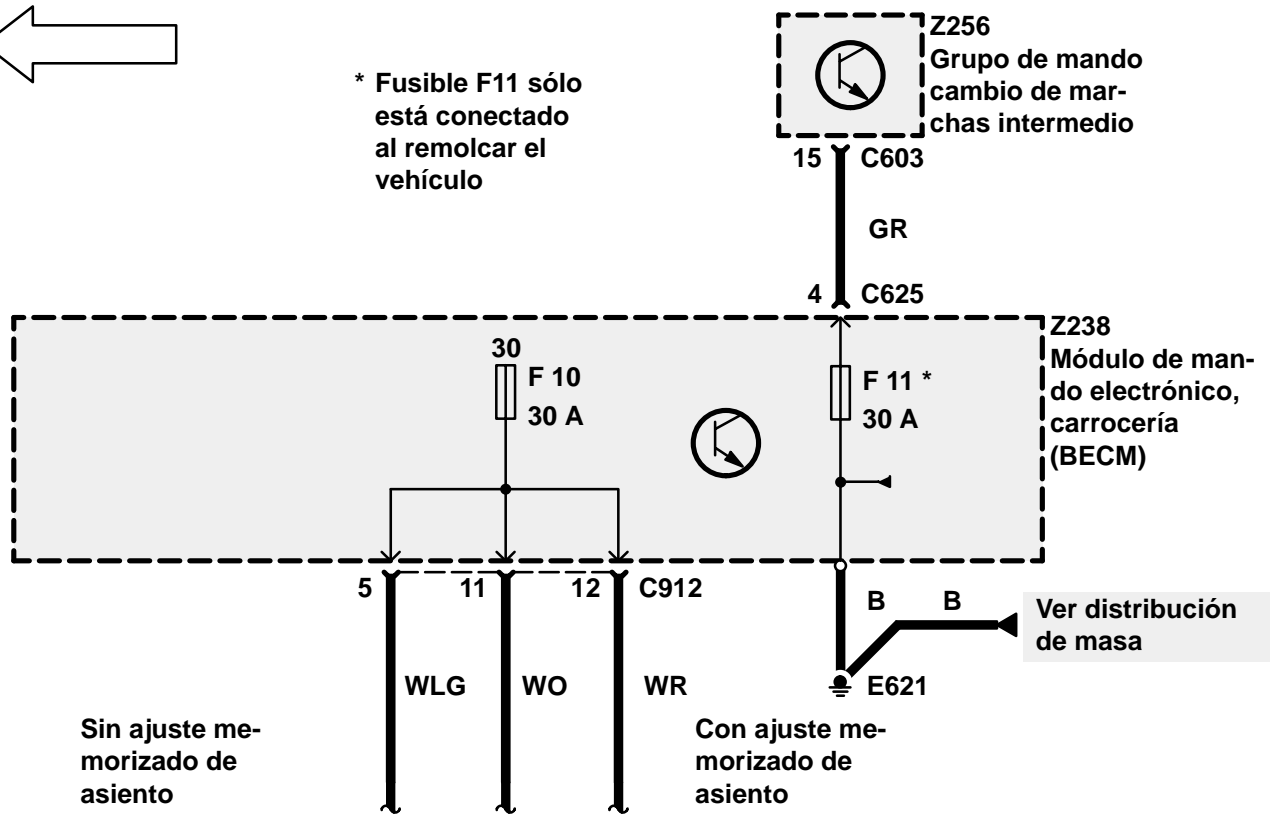 * Fusible F11 sólo
está conectado
al remolcar el
vehículo
Z256
Grupo de mando
cambio de mar-
chas intermedio
15 C603
GR
4 C625
Z238
Módulo de man-
do electrónico,
carrocería
(BECM)
30
F 10
30 A
F 11 *
30 A
5 11 12 C912
B B
Ver distribución
de masa
WLG WO WR
E621
Sin ajuste me-
morizado de
asiento
Con ajuste me-
morizado de
asiento